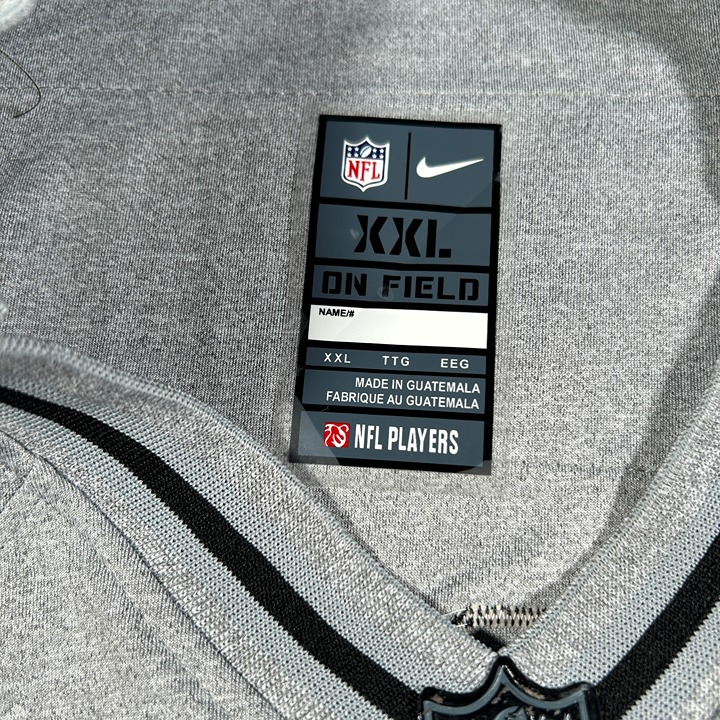 NFL
XXL
ON FIELD
NAME/#
XXL TTG EEG
MADE IN GUATEMALA
FABRIQUE AU GUATEMALA
NFL PLAYERS